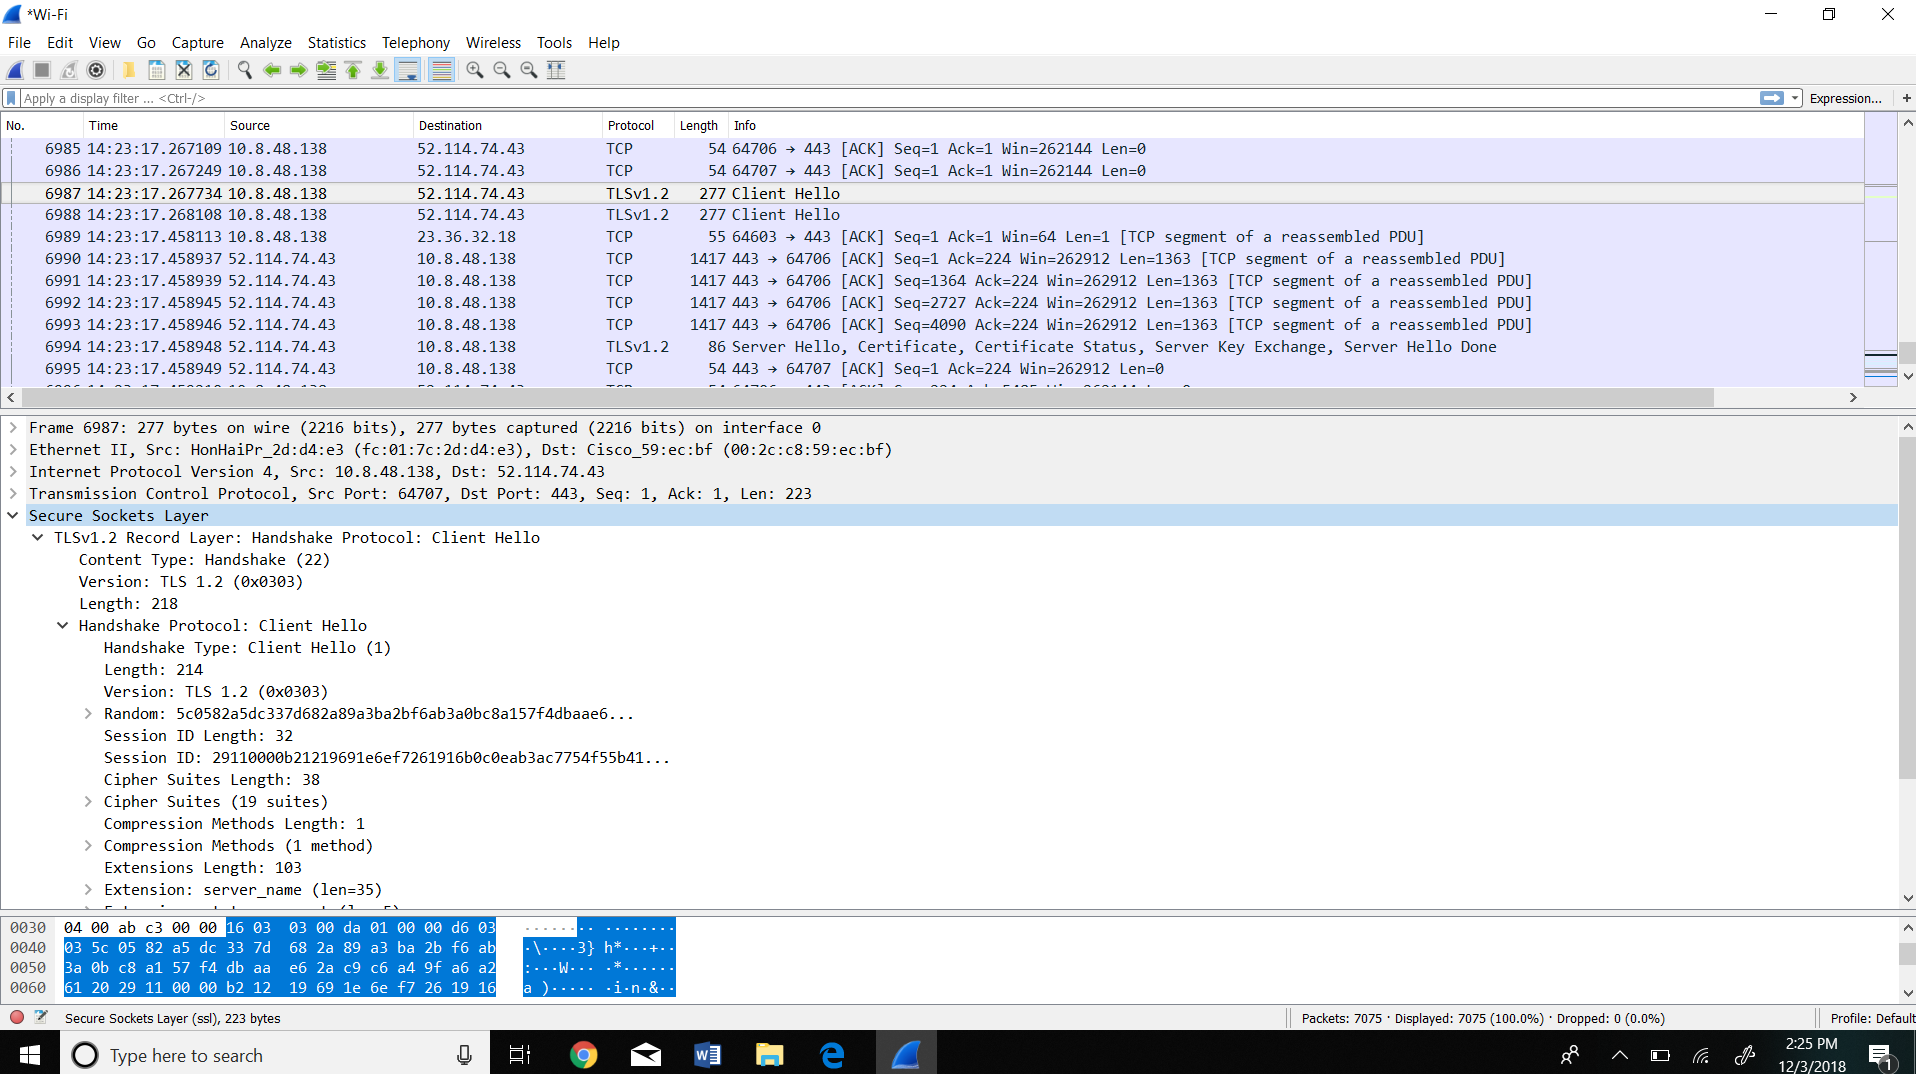 *Wi-Fi
File Edit View Go Capture Analyze Statistics Telephony Wireless Tools Help
Apply a display filter ... <Ctrl-/> Expression... +
No. Time Source Destination Protocol Length Info
6985 14:23:17.267109 10.8.48.138 52.114.74.43 TCP 54 64706 → 443 [ACK] Seq=1 Ack=1 Win=262144 Len=0
6986 14:23:17.267249 10.8.48.138 52.114.74.43 TCP 54 64707 → 443 [ACK] Seq=1 Ack=1 Win=262144 Len=0
6987 14:23:17.267734 10.8.48.138 52.114.74.43 TLSv1.2 277 Client Hello
6988 14:23:17.268108 10.8.48.138 52.114.74.43 TLSv1.2 277 Client Hello
6989 14:23:17.458113 10.8.48.138 23.36.32.18 TCP 55 64603 → 443 [ACK] Seq=1 Ack=1 Win=64 Len=1 [TCP segment of a reassembled PDU]
6990 14:23:17.458937 52.114.74.43 10.8.48.138 TCP 1417 443 → 64706 [ACK] Seq=1 Ack=224 Win=262912 Len=1363 [TCP segment of a reassembled PDU]
6991 14:23:17.458939 52.114.74.43 10.8.48.138 TCP 1417 443 → 64706 [ACK] Seq=1364 Ack=224 Win=262912 Len=1363 [TCP segment of a reassembled PDU]
6992 14:23:17.458945 52.114.74.43 10.8.48.138 TCP 1417 443 → 64706 [ACK] Seq=2727 Ack=224 Win=262912 Len=1363 [TCP segment of a reassembled PDU]
6993 14:23:17.458946 52.114.74.43 10.8.48.138 TCP 1417 443 → 64706 [ACK] Seq=4090 Ack=224 Win=262912 Len=1363 [TCP segment of a reassembled PDU]
6994 14:23:17.458948 52.114.74.43 10.8.48.138 TLSv1.2 86 Server Hello, Certificate, Certificate Status, Server Key Exchange, Server Hello Done
6995 14:23:17.458949 52.114.74.43 10.8.48.138 TCP 54 443 → 64707 [ACK] Seq=1 Ack=224 Win=262912 Len=0
Frame 6987: 277 bytes on wire (2216 bits), 277 bytes captured (2216 bits) on interface 0
Ethernet II, Src: HonHaiPr_2d:d4:e3 (fc:01:7c:2d:d4:e3), Dst: Cisco_59:ec:bf (00:2c:c8:59:ec:bf)
Internet Protocol Version 4, Src: 10.8.48.138, Dst: 52.114.74.43
Transmission Control Protocol, Src Port: 64707, Dst Port: 443, Seq: 1, Ack: 1, Len: 223
Secure Sockets Layer
TLSv1.2 Record Layer: Handshake Protocol: Client Hello
Content Type: Handshake (22)
Version: TLS 1.2 (0x0303)
Length: 218
Handshake Protocol: Client Hello
Handshake Type: Client Hello (1)
Length: 214
Version: TLS 1.2 (0x0303)
Random: 5c0582a5dc337d682a89a3ba2bf6ab3a0bc8a157f4dbaae6...
Session ID Length: 32
Session ID: 29110000b21219691e6ef7261916b0c0eab3ac7754f55b41...
Cipher Suites Length: 38
Cipher Suites (19 suites)
Compression Methods Length: 1
Compression Methods (1 method)
Extensions Length: 103
Extension: server_name (len=35)
0030 04 00 ab c3 00 00 16 03 03 00 da 01 00 00 d6 03 ········ ········
0040 03 5c 05 82 a5 dc 33 7d 68 2a 89 a3 ba 2b f6 ab ·\····3} h*···+··
0050 3a 0b c8 a1 57 f4 db aa e6 2a c9 c6 a4 9f a6 a2 :···W··· ·*······
0060 61 20 29 11 00 00 b2 12 19 69 1e 6e f7 26 19 16 a )····· ·i·n·&··
Secure Sockets Layer (ssl), 223 bytes Packets: 7075 · Displayed: 7075 (100.0%) · Dropped: 0 (0.0%) Profile: Default
Type here to search 2:25 PM
12/3/2018 1